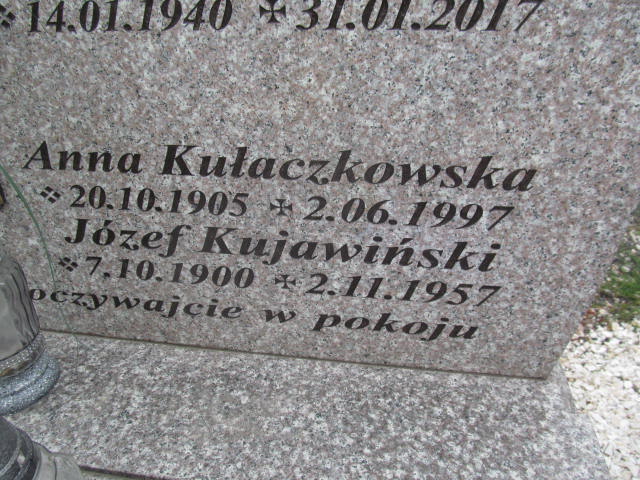 14.01.1940 ✢31.01.2017
Anna Kułaczkowska
❖20.10.1905 ✢2.06.1997
Józef Kujawiński
❖7.10.1900 ✢2.11.1957
oczywajcie w pokoju